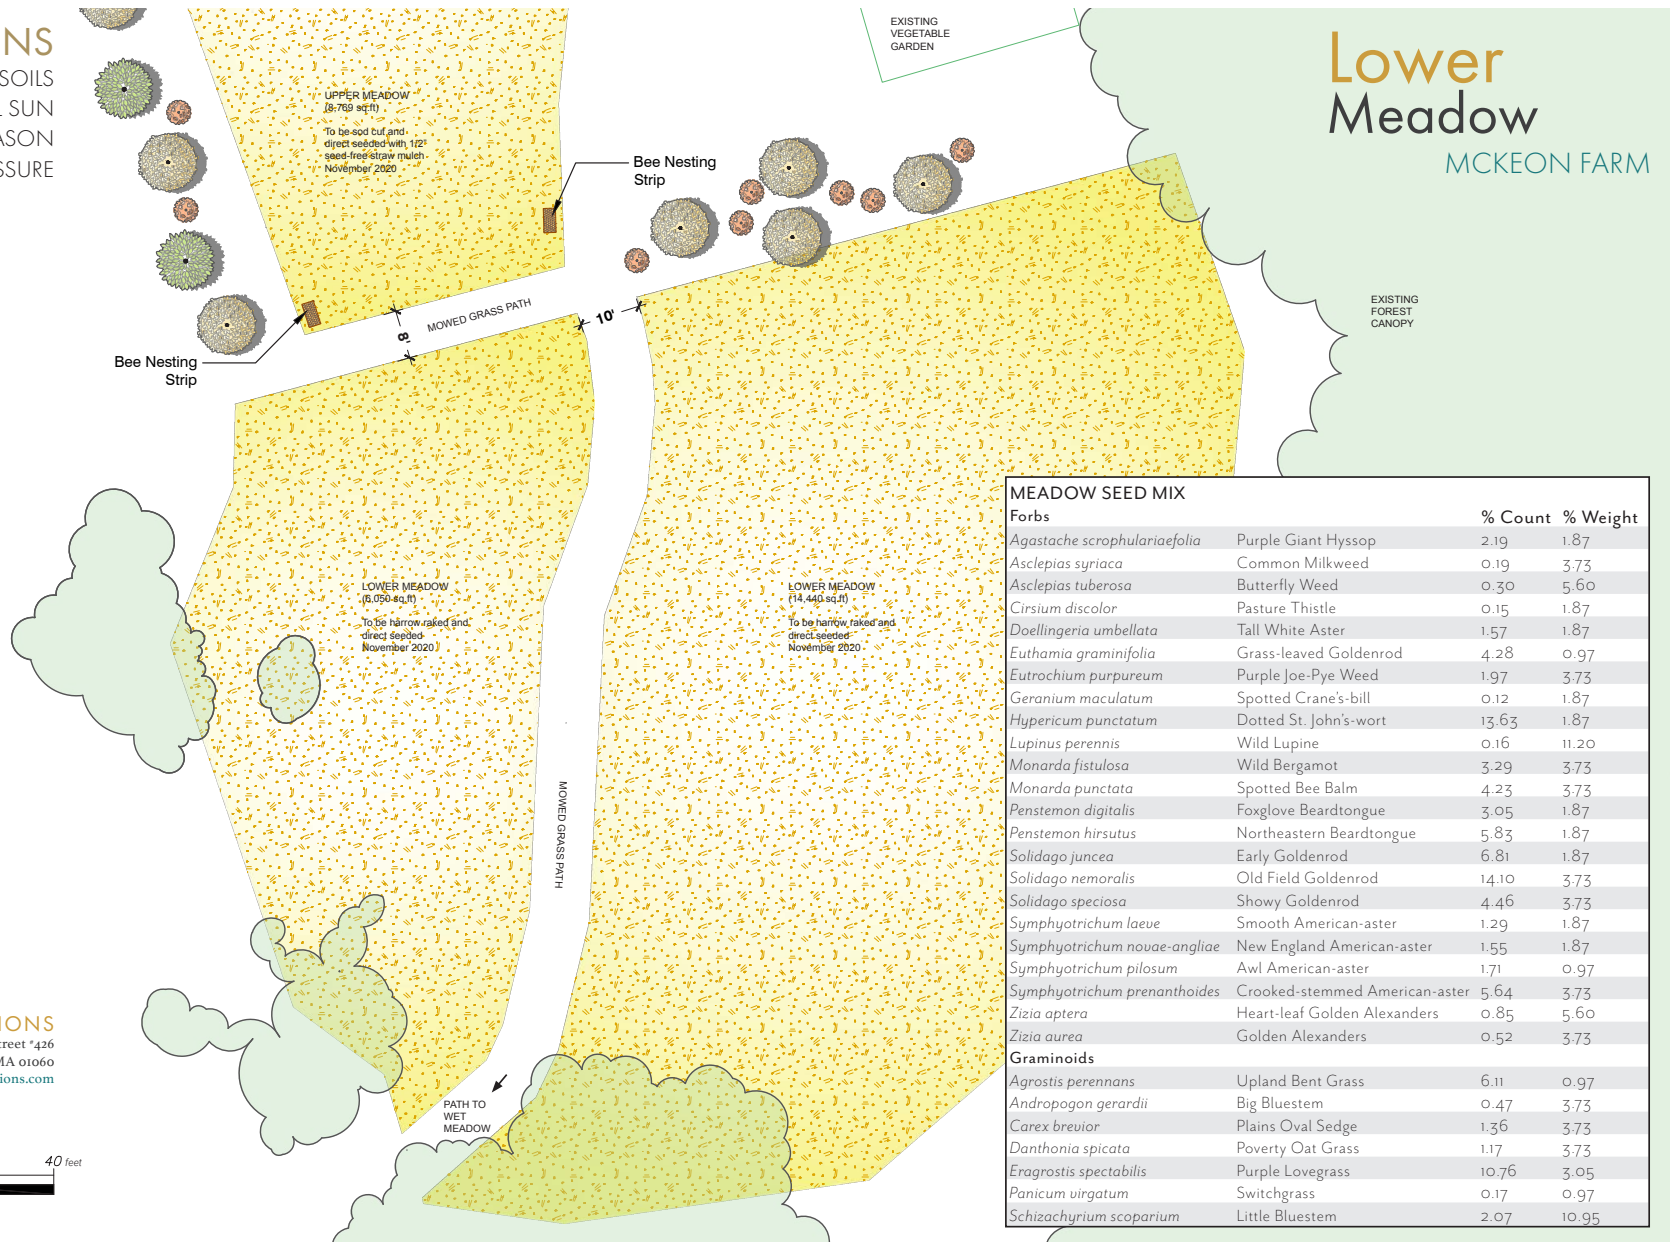 NS
SOILS
L SUN
ASON
SSURE
EXISTING
VEGETABLE
GARDEN
Lower
Meadow
MCKEON FARM
UPPER MEADOW
(8,769 sq.ft)
To be sod cut and
direct seeded with 1/2"
seed-free straw mulch
November 2020
Bee Nesting
Strip
Bee Nesting
Strip
MOWED GRASS PATH
8'
10'
EXISTING
FOREST
CANOPY
LOWER MEADOW
(6,050 sq.ft)
To be harrow raked and
direct seeded
November 2020
LOWER MEADOW
(14,440 sq.ft)
To be harrow raked and
direct seeded
November 2020
MOWED GRASS PATH
PATH TO
WET
MEADOW
IONS
treet #426
MA 01060
ions.com
40 feet
MEADOW SEED MIX
Forbs % Count % Weight
Agastache scrophulariaefolia Purple Giant Hyssop 2.19 1.87
Asclepias syriaca Common Milkweed 0.19 3.73
Asclepias tuberosa Butterfly Weed 0.30 5.60
Cirsium discolor Pasture Thistle 0.15 1.87
Doellingeria umbellata Tall White Aster 1.57 1.87
Euthamia graminifolia Grass-leaved Goldenrod 4.28 0.97
Eutrochium purpureum Purple Joe-Pye Weed 1.97 3.73
Geranium maculatum Spotted Crane's-bill 0.12 1.87
Hypericum punctatum Dotted St. John's-wort 13.63 1.87
Lupinus perennis Wild Lupine 0.16 11.20
Monarda fistulosa Wild Bergamot 3.29 3.73
Monarda punctata Spotted Bee Balm 4.23 3.73
Penstemon digitalis Foxglove Beardtongue 3.05 1.87
Penstemon hirsutus Northeastern Beardtongue 5.83 1.87
Solidago juncea Early Goldenrod 6.81 1.87
Solidago nemoralis Old Field Goldenrod 14.10 3.73
Solidago speciosa Showy Goldenrod 4.46 3.73
Symphyotrichum laeve Smooth American-aster 1.29 1.87
Symphyotrichum novae-angliae New England American-aster 1.55 1.87
Symphyotrichum pilosum Awl American-aster 1.71 0.97
Symphyotrichum prenanthoides Crooked-stemmed American-aster 5.64 3.73
Zizia aptera Heart-leaf Golden Alexanders 0.85 5.60
Zizia aurea Golden Alexanders 0.52 3.73
Graminoids
Agrostis perennans Upland Bent Grass 6.11 0.97
Andropogon gerardii Big Bluestem 0.47 3.73
Carex brevior Plains Oval Sedge 1.36 3.73
Danthonia spicata Poverty Oat Grass 1.17 3.73
Eragrostis spectabilis Purple Lovegrass 10.76 3.05
Panicum virgatum Switchgrass 0.17 0.97
Schizachyrium scoparium Little Bluestem 2.07 10.95